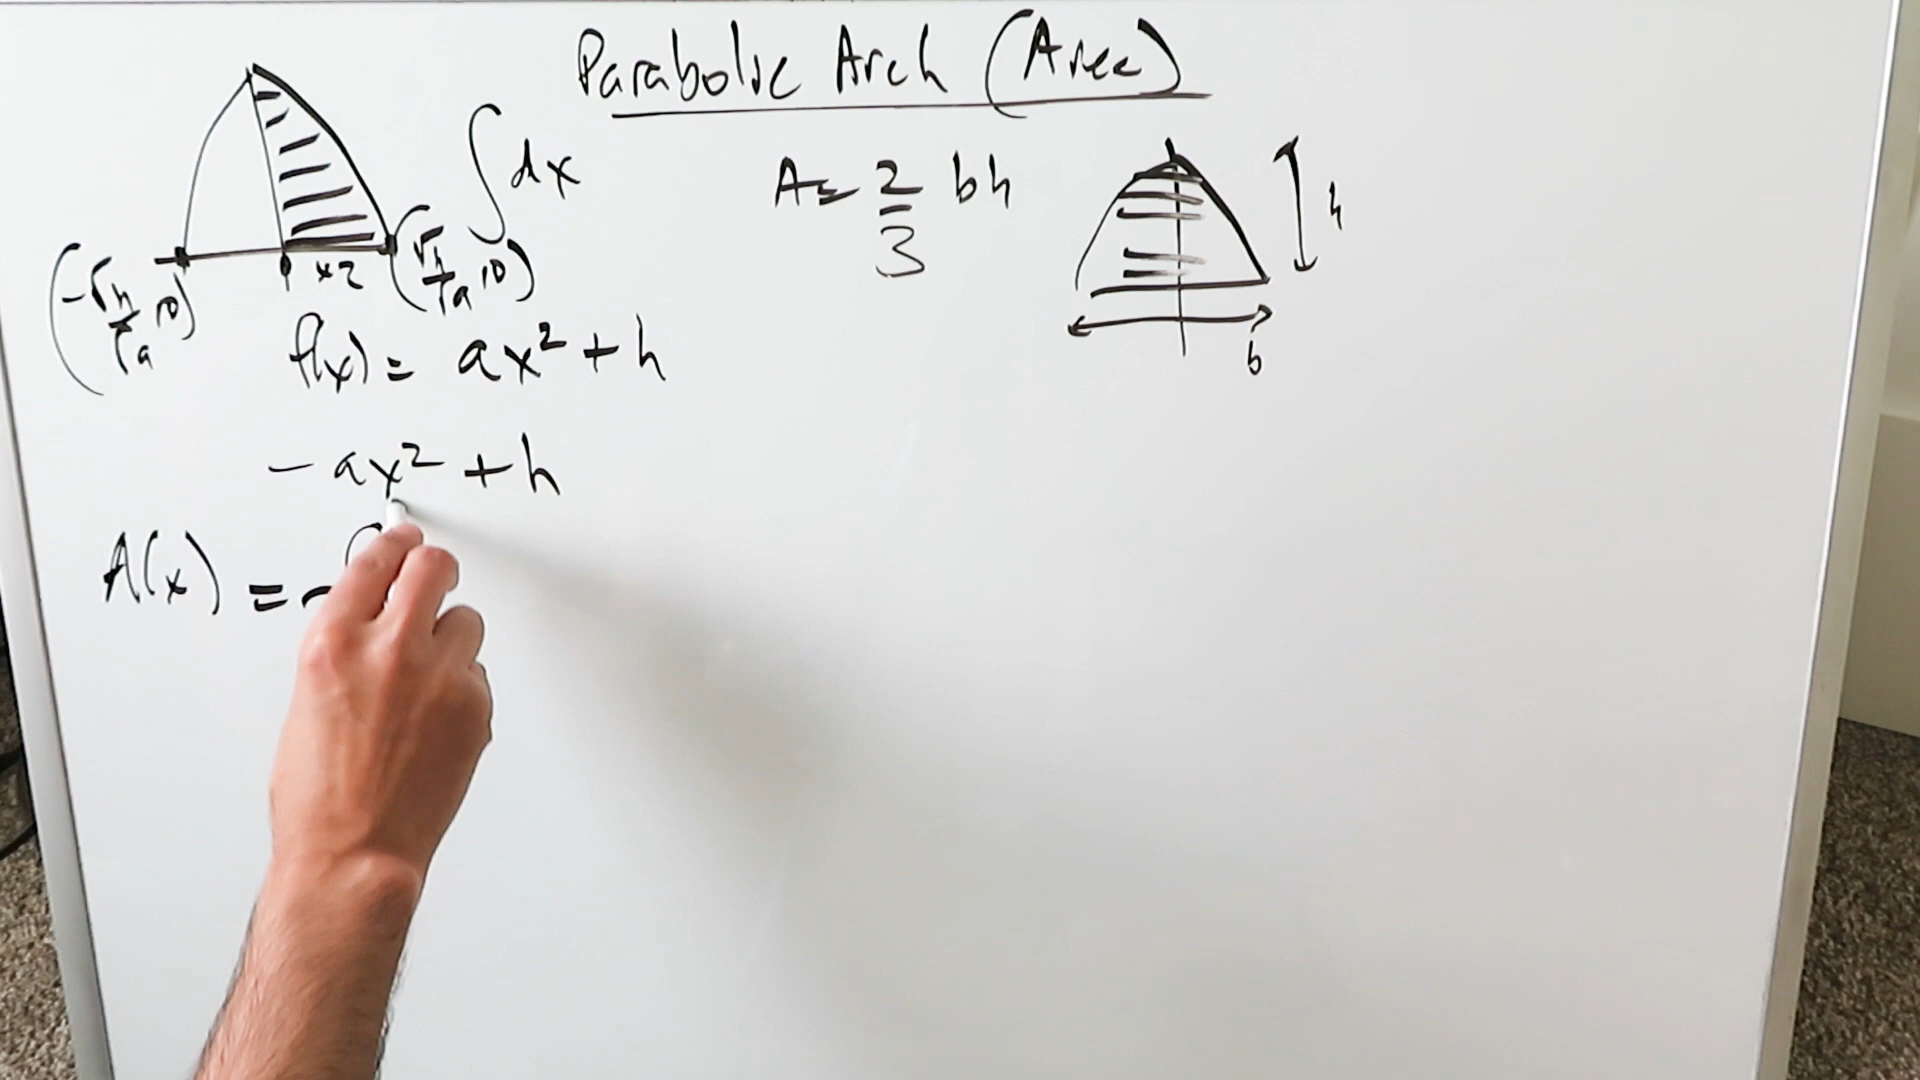 Parabolic Arch (Area)
∫ dx
A = 2/3 bh
h
(-√h/√a, 0)
x2
(√h/√a, 0)
b
f(x) = ax² + h
- ax² + h
A(x) = -